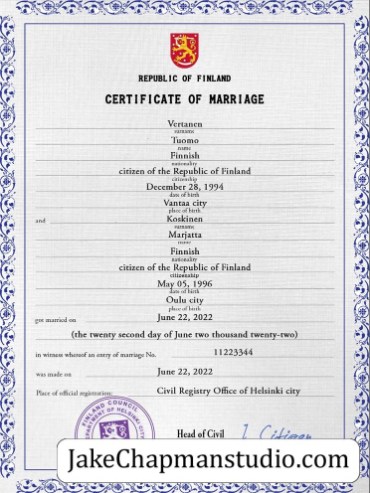 REPUBLIC OF FINLAND
CERTIFICATE OF MARRIAGE
Vertanen
surname
Tuomo
name
Finnish
nationality
citizen of the Republic of Finland
citizenship
December 28, 1994
date of birth
Vantaa city
place of birth
and Koskinen
surname
Marjatta
name
Finnish
nationality
citizen of the Republic of Finland
citizenship
May 05, 1996
date of birth
Oulu city
place of birth
got married on June 22, 2022
(the twenty second day of June two thousand twenty-two)
in witness whereof an entry of marriage No. 11223344
was made on June 22, 2022
Place of official registration: Civil Registry Office of Helsinki city
FINLAND COUNCIL
DEPARTMENT OF HELSINKI CITY
Head of Civil
I. Citizen
JakeChapmanstudio.com